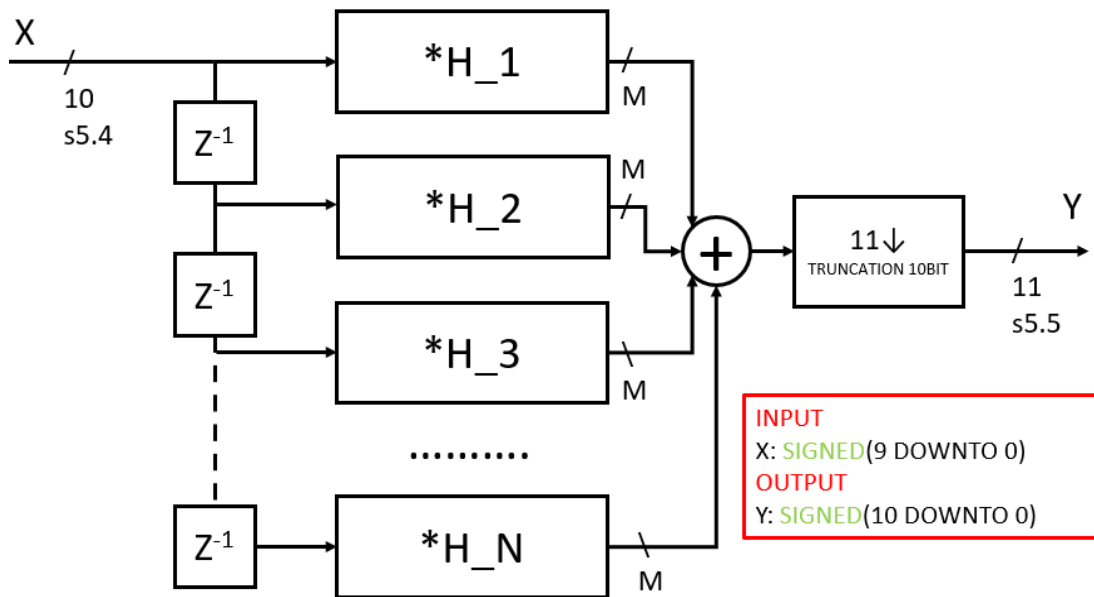 X
10
s5.4
Z-1
*H_1
M
Z-1
*H_2
M
*H_3
M
..........
Z-1
*H_N
M
+
11↓
TRUNCATION 10BIT
Y
11
s5.5
INPUT
X: SIGNED(9 DOWNTO 0)
OUTPUT
Y: SIGNED(10 DOWNTO 0)